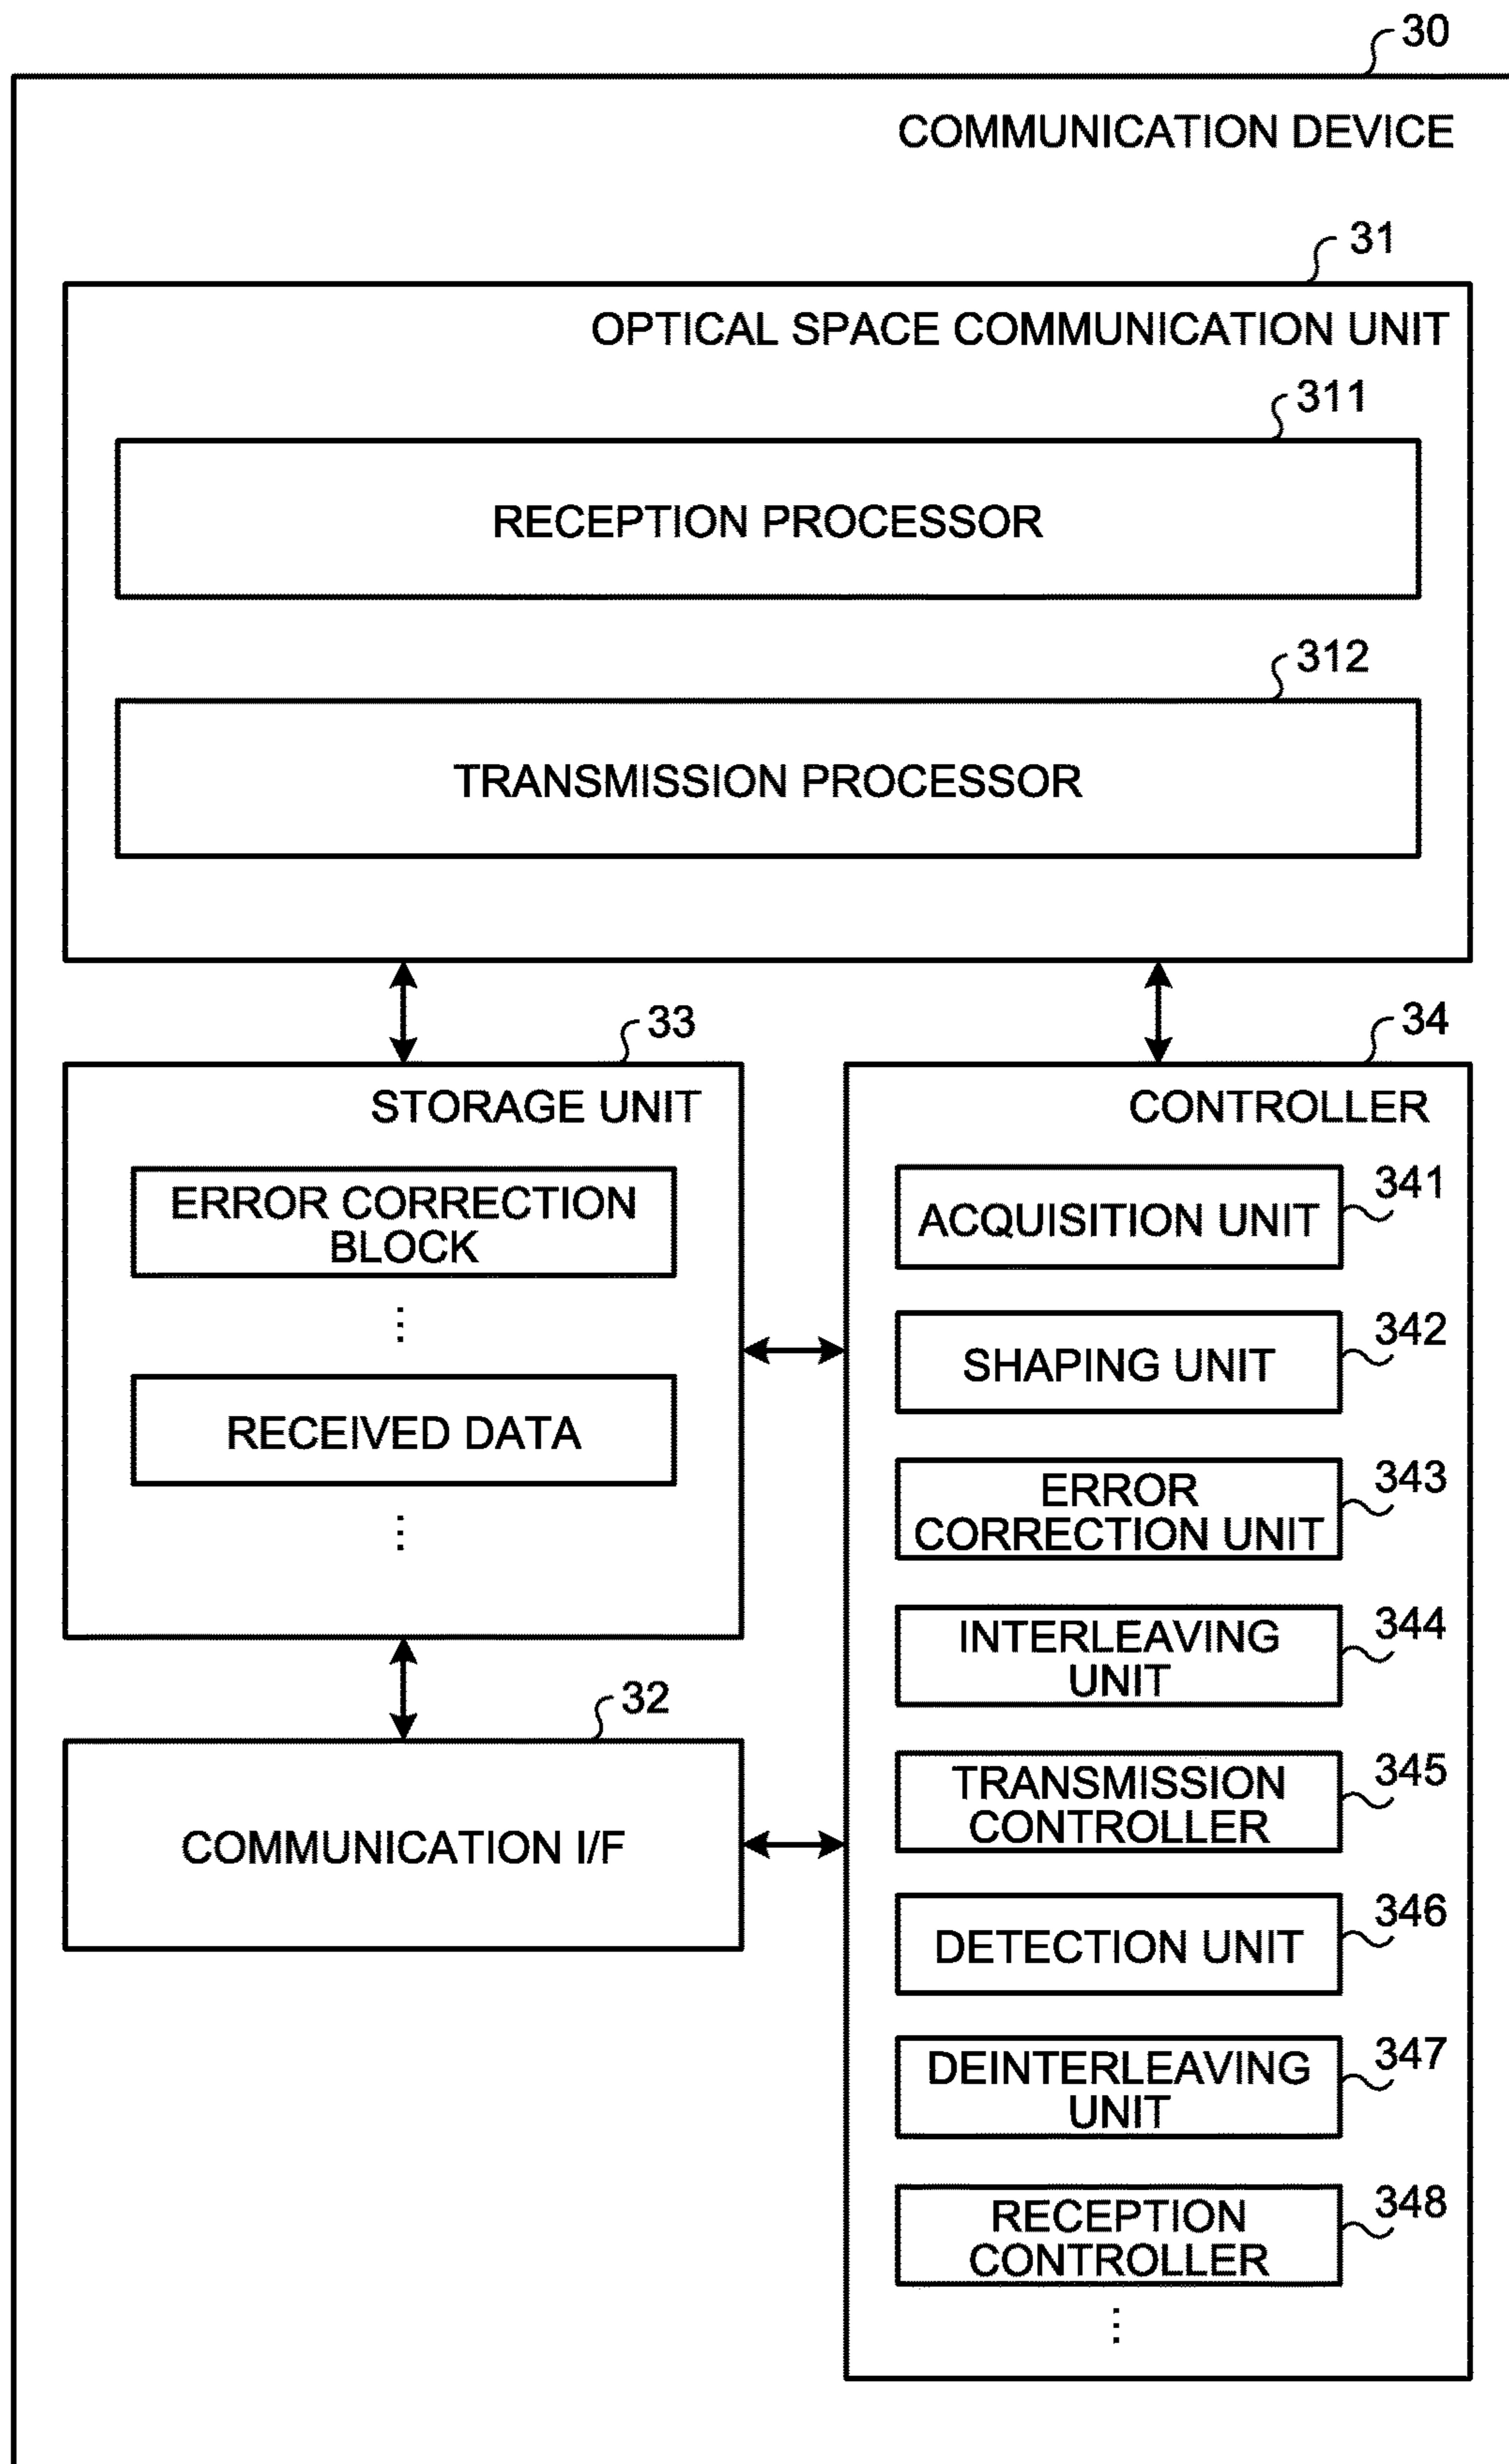 30
COMMUNICATION DEVICE
31
OPTICAL SPACE COMMUNICATION UNIT
311
RECEPTION PROCESSOR
312
TRANSMISSION PROCESSOR
33
STORAGE UNIT
ERROR CORRECTION
BLOCK
⋮
RECEIVED DATA
⋮
32
COMMUNICATION I/F
34
CONTROLLER
341
ACQUISITION UNIT
342
SHAPING UNIT
343
ERROR
CORRECTION UNIT
344
INTERLEAVING
UNIT
345
TRANSMISSION
CONTROLLER
346
DETECTION UNIT
347
DEINTERLEAVING
UNIT
348
RECEPTION
CONTROLLER
⋮